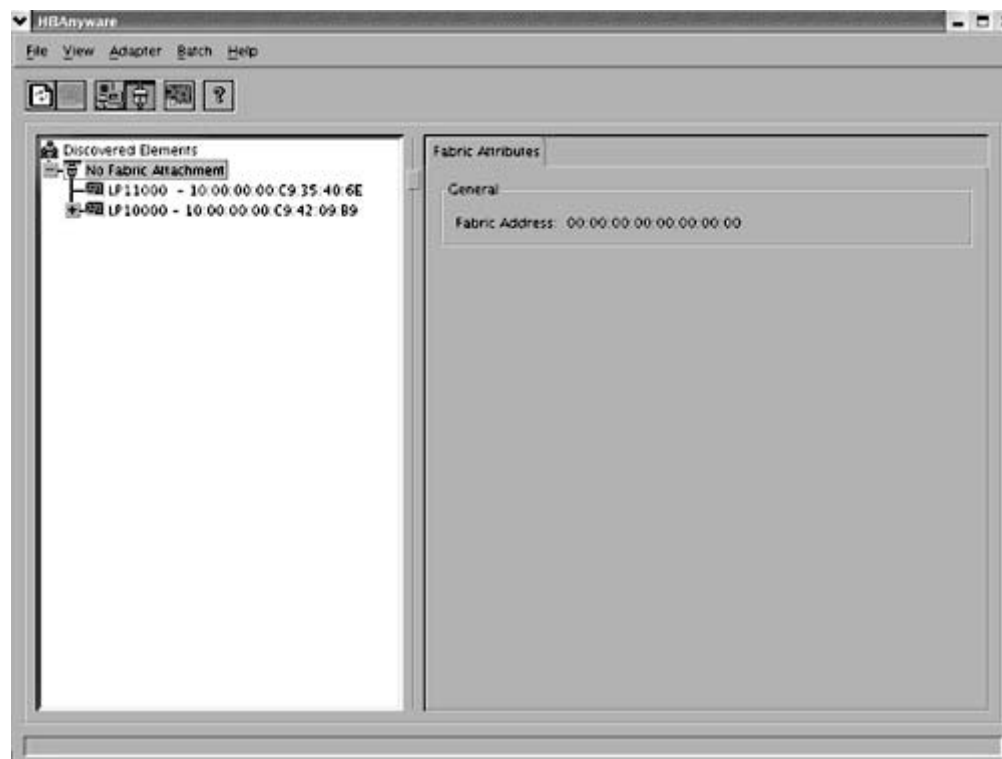 HBAnyware
File View Adapter Batch Help
?
Discovered Elements
No Fabric Attachment
LP11000 - 10:00:00:00:C9:35:40:6E
LP10000 - 10:00:00:00:C9:42:09:B9
Fabric Attributes
General
Fabric Address: 00:00:00:00:00:00:00:00